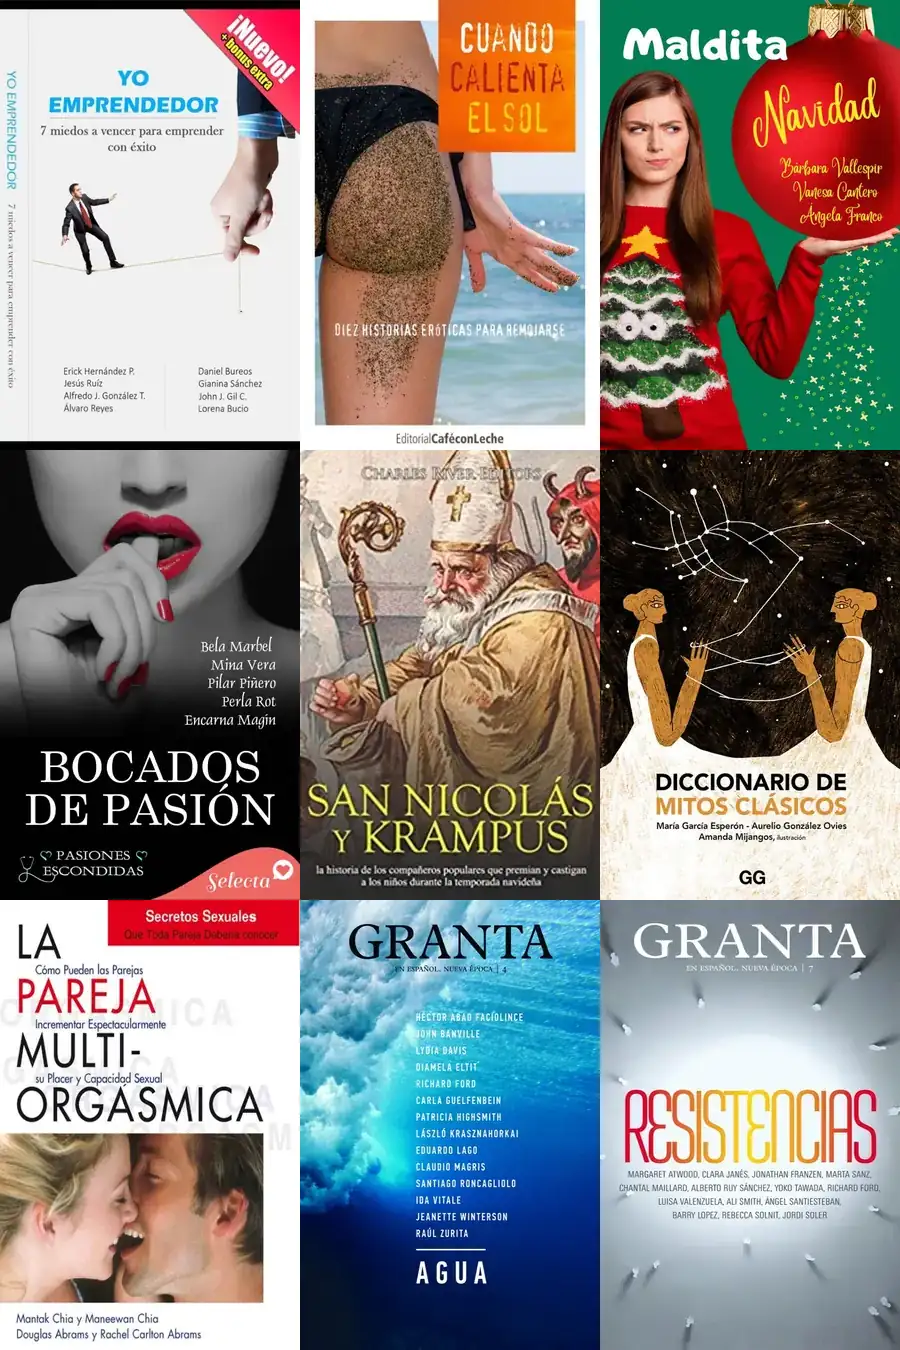 ¡Nuevo!
+ bonus extra
YO EMPRENDEDOR 7 miedos a vencer para emprender con éxito
YO
EMPRENDEDOR
7 miedos a vencer para emprender
con éxito
Erick Hernández P.
Jesús Ruíz
Alfredo J. González T.
Álvaro Reyes
Daniel Bureos
Gianina Sánchez
John J. Gil C.
Lorena Bucio
CUANDO
CALIENTA
EL SOL
DIEZ HISTORIAS ERÓTICAS PARA REMOJARSE
EditorialCaféconLeche
Maldita
Navidad
Bárbara Vallespir
Vanesa Cantero
Ángela Franco
Bela Marbel
Mina Vera
Pilar Piñero
Perla Rot
Encarna Magín
BOCADOS
DE PASIÓN
PASIONES
ESCONDIDAS
Selecta
CHARLES RIVER EDITORS
SAN NICOLÁS
Y KRAMPUS
la historia de los compañeros populares que premian y castigan
a los niños durante la temporada navideña
DICCIONARIO DE
MITOS CLÁSICOS
María García Esperón - Aurelio González Ovies
Amanda Mijangos, ilustración
GG
Secretos Sexuales
Que Toda Pareja Debería conocer
LA
Cómo Pueden las Parejas
PAREJA
Incrementar Espectacularmente
MULTI-
su Placer y Capacidad Sexual
ORGÁSMICA
Mantak Chia y Maneewan Chia
Douglas Abrams y Rachel Carlton Abrams
GRANTA
EN ESPAÑOL. NUEVA ÉPOCA | 4
HÉCTOR ABAD FACIOLINCE
JOHN BANVILLE
LYDIA DAVIS
DIAMELA ELTIT
RICHARD FORD
CARLA GUELFENBEIN
PATRICIA HIGHSMITH
LÁSZLÓ KRASZNAHORKAI
EDUARDO LAGO
CLAUDIO MAGRIS
SANTIAGO RONCAGLIOLO
IDA VITALE
JEANETTE WINTERSON
RAÚL ZURITA
AGUA
GRANTA
EN ESPAÑOL. NUEVA ÉPOCA | 7
RESISTENCIAS
MARGARET ATWOOD, CLARA JANÉS, JONATHAN FRANZEN, MARTA SANZ,
CHANTAL MAILLARD, ALBERTO RUY SÁNCHEZ, YOKO TAWADA, RICHARD FORD,
LUISA VALENZUELA, ALI SMITH, ÁNGEL SANTIESTEBAN,
BARRY LOPEZ, REBECCA SOLNIT, JORDI SOLER